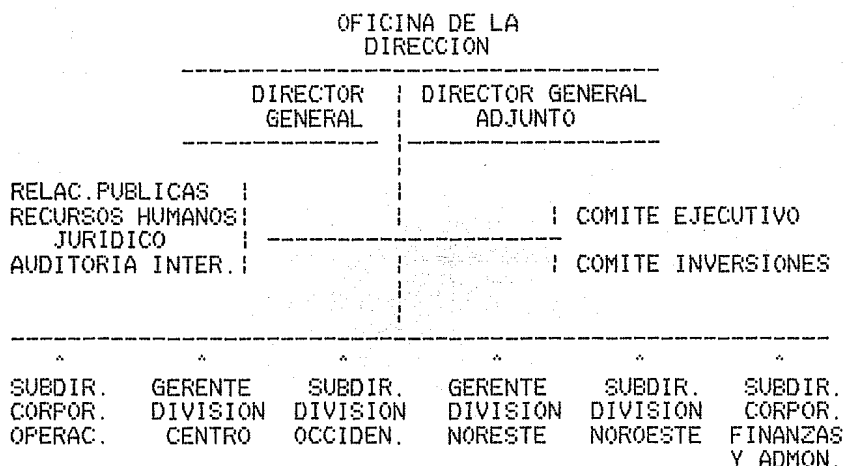 OFICINA DE LA
DIRECCION
DIRECTOR GENERAL
DIRECTOR GENERAL ADJUNTO
RELAC.PUBLICAS
RECURSOS HUMANOS
JURIDICO
AUDITORIA INTER.
COMITE EJECUTIVO
COMITE INVERSIONES
SUBDIR. CORPOR. OPERAC.
GERENTE DIVISION CENTRO
SUBDIR. DIVISION OCCIDEN.
GERENTE DIVISION NORESTE
SUBDIR. DIVISION NOROESTE
SUBDIR. CORPOR. FINANZAS Y ADMON.